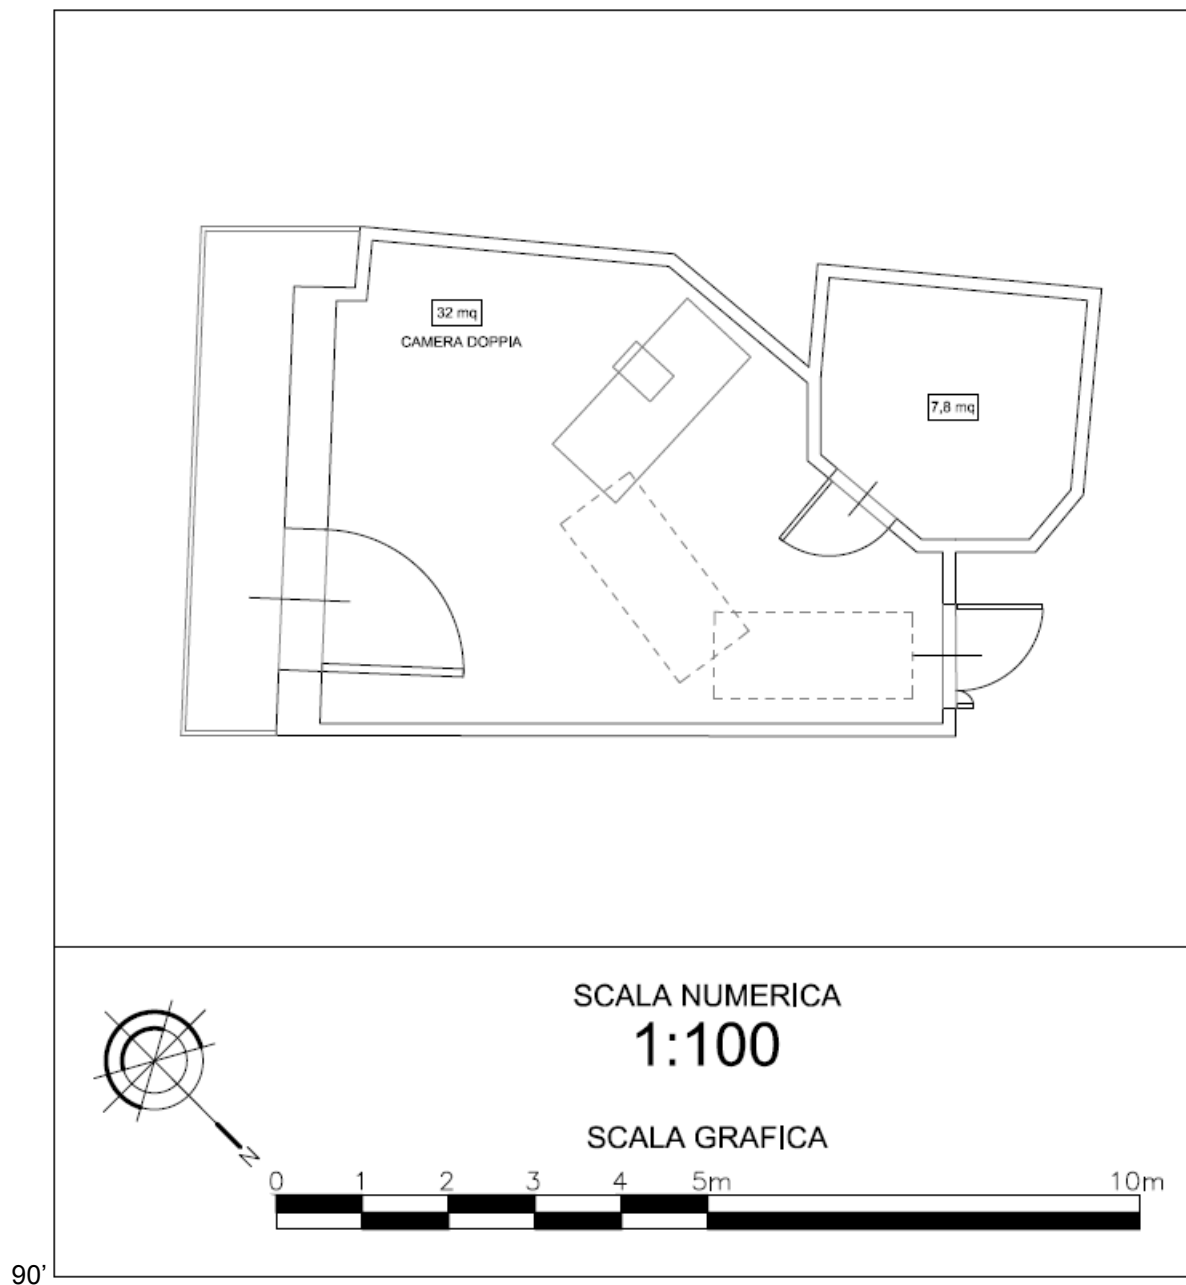 32 mq
CAMERA DOPPIA
7,8 mq
SCALA NUMERICA
1:100
SCALA GRAFICA
N
0 1 2 3 4 5m 10m
90’